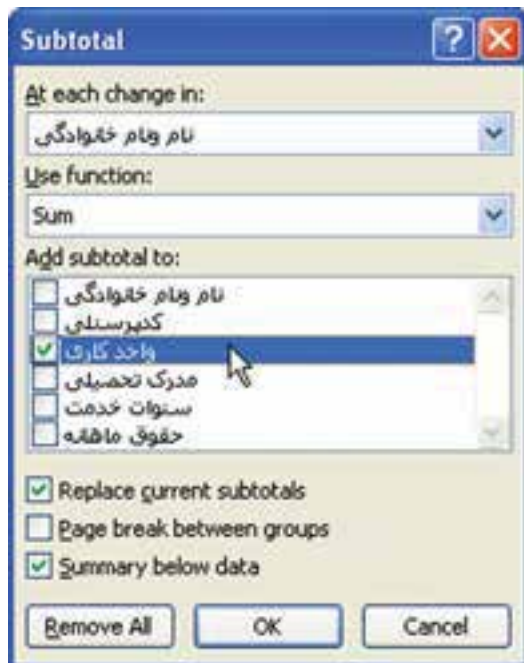 Subtotal
At each change in:
نام ونام خانوادگی
Use function:
Sum
Add subtotal to:
نام ونام خانوادگی
کدپرسنلی
واحد کاری
مدرک تحصیلی
سنوات خدمت
حقوق ماهانه
Replace current subtotals
Page break between groups
Summary below data
Remove All OK Cancel